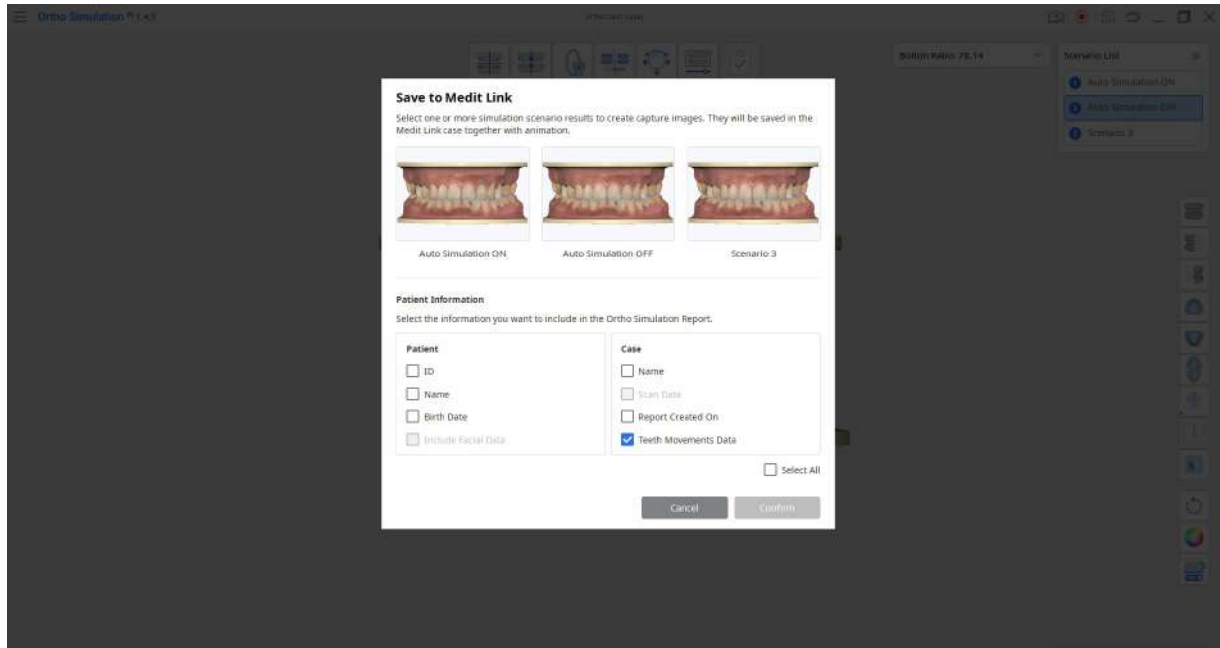 Ortho Simulation
Bolton Ratio: 78.14
Scenario List
Auto Simulation ON
Scenario 3
Save to Medit Link
Select one or more simulation scenario results to create capture images. They will be saved in the
Medit Link case together with animation.
Auto Simulation ON
Auto Simulation OFF
Scenario 3
Patient Information
Select the information you want to include in the Ortho Simulation Report.
Patient
ID
Name
Birth Date
Include Facial Data
Case
Name
Scan Date
Report Created On
Teeth Movements Data
Select All
Cancel
Confirm